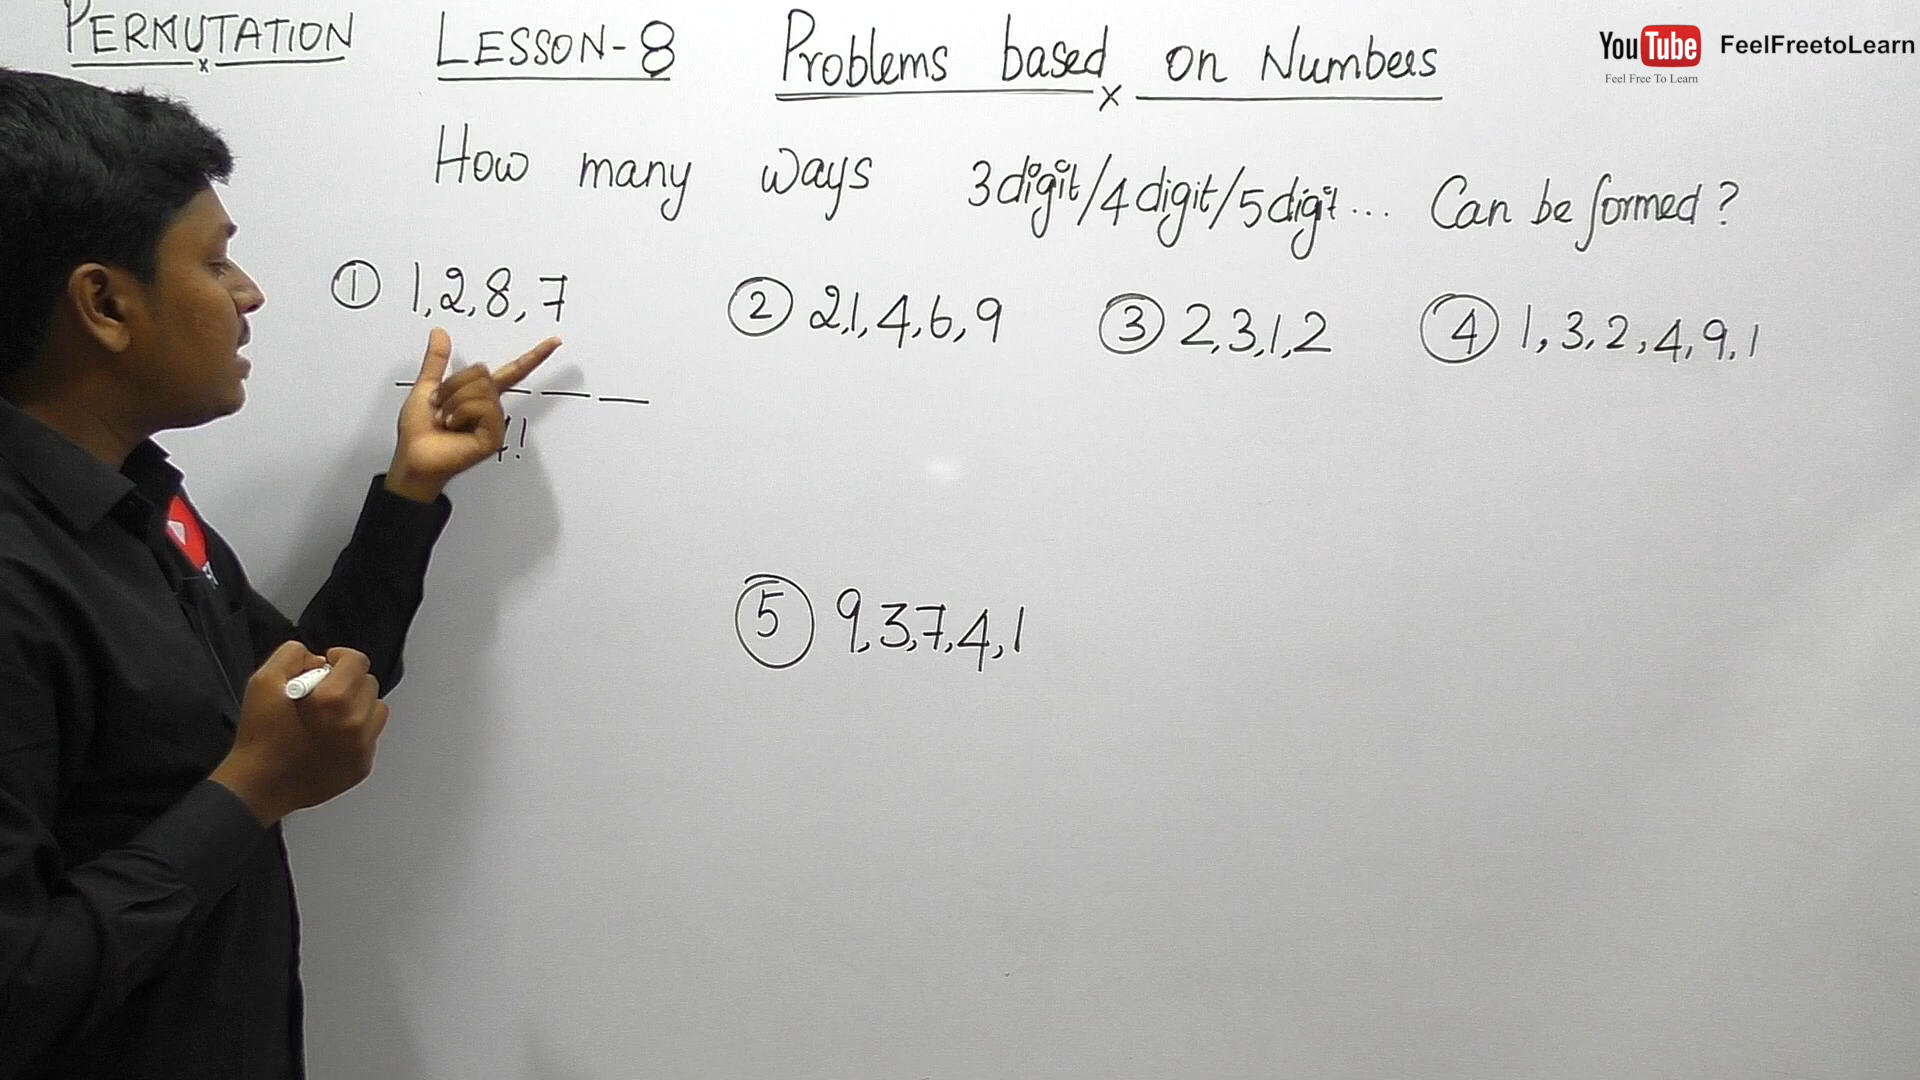 PERMUTATION LESSON-8 Problems based on Numbers
YouTube FeelFreetoLearn
Feel Free To Learn
How many ways 3digit/4digit/5digit... Can be formed?
① 1,2,8,7 ② 2,1,4,6,9 ③ 2,3,1,2 ④ 1,3,2,4,9,1
!
⑤ 9,3,7,4,1